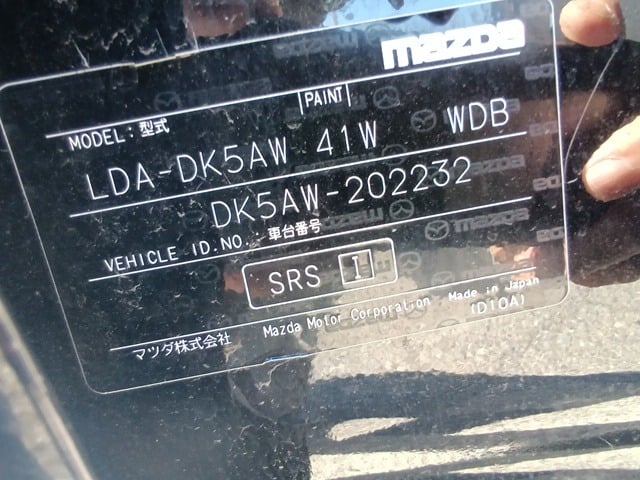 mazda
PAINT
MODEL: 型式
LDA-DK5AW 41W WDB
DK5AW-202232
VEHICLE ID.NO. 車台番号
SRS I
マツダ株式会社 Mazda Motor Corporation Made in Japan
(D10A)